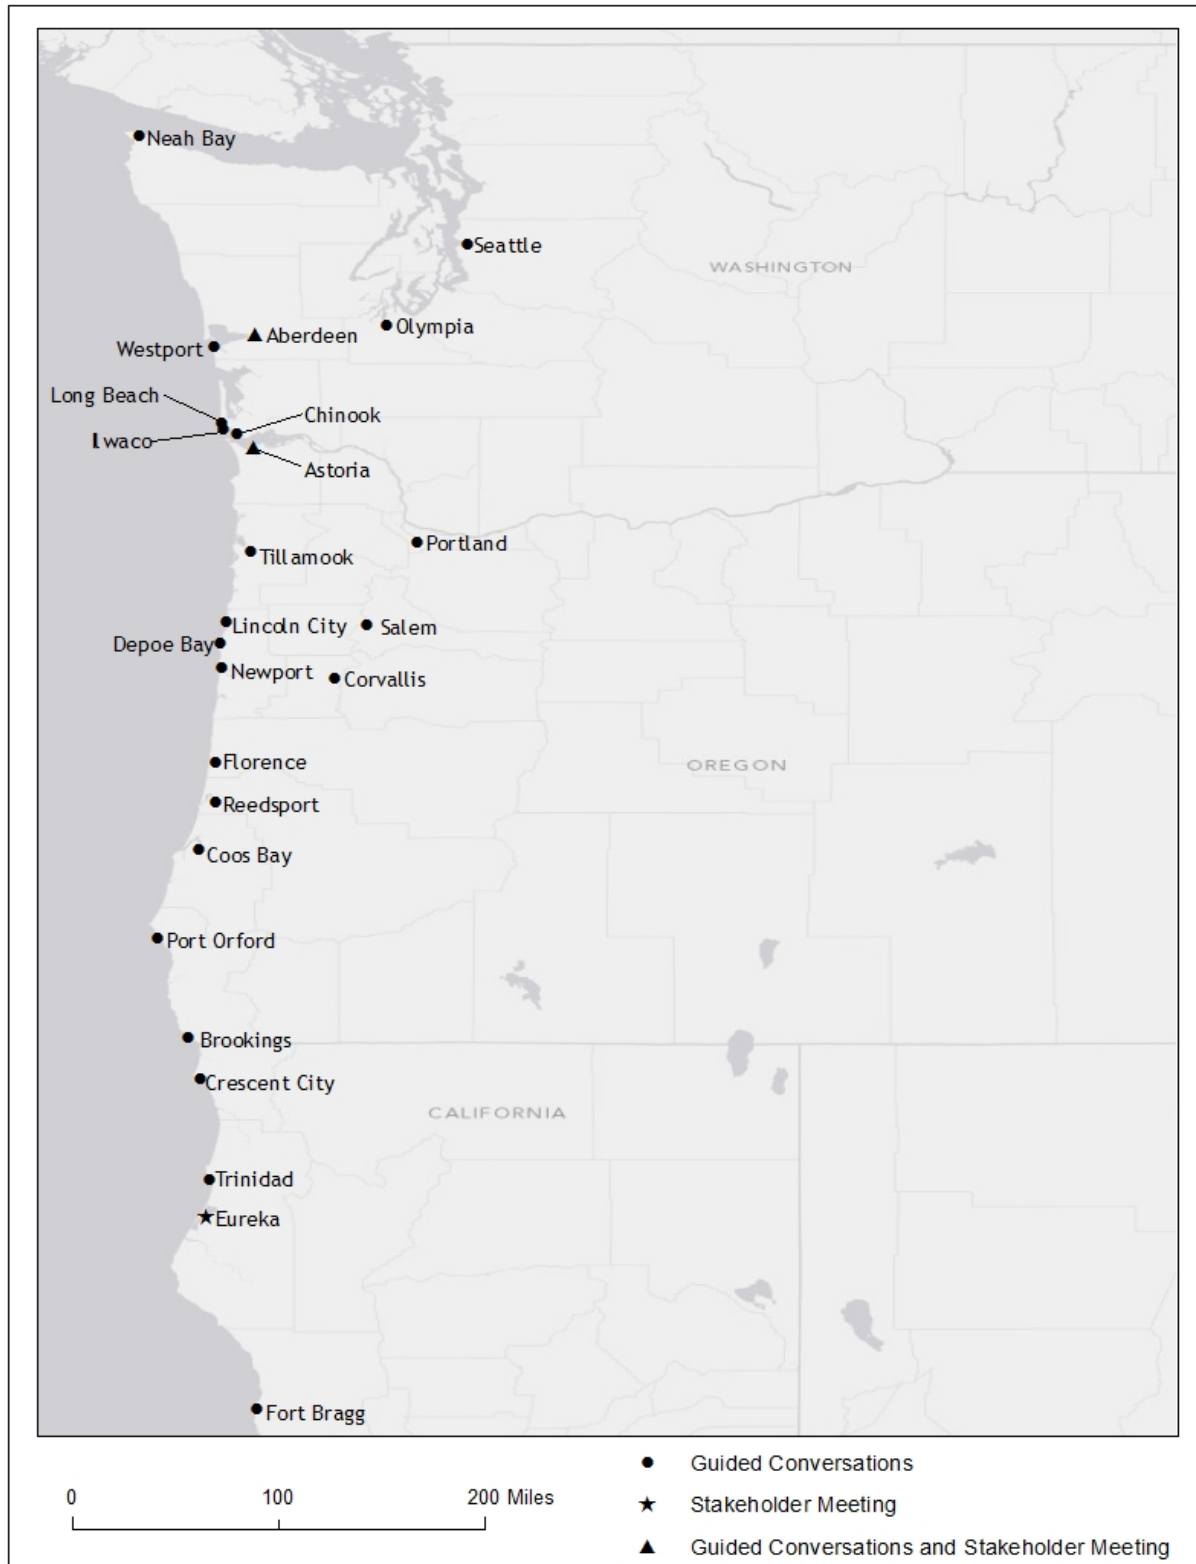 Neah Bay
Seattle
WASHINGTON
Olympia
Aberdeen
Westport
Long Beach
Chinook
Ilwaco
Astoria
Portland
Tillamook
Lincoln City
Salem
Depoe Bay
Newport
Corvallis
Florence
OREGON
Reedsport
Coos Bay
Port Orford
Brookings
Crescent City
CALIFORNIA
Trinidad
Eureka
Fort Bragg
0 100 200 Miles
Guided Conversations
Stakeholder Meeting
Guided Conversations and Stakeholder Meeting